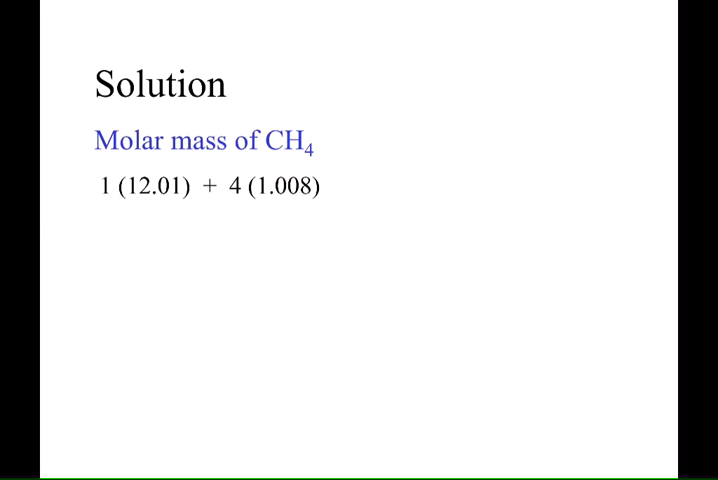 Solution
Molar mass of CH₄
1 (12.01) + 4 (1.008)